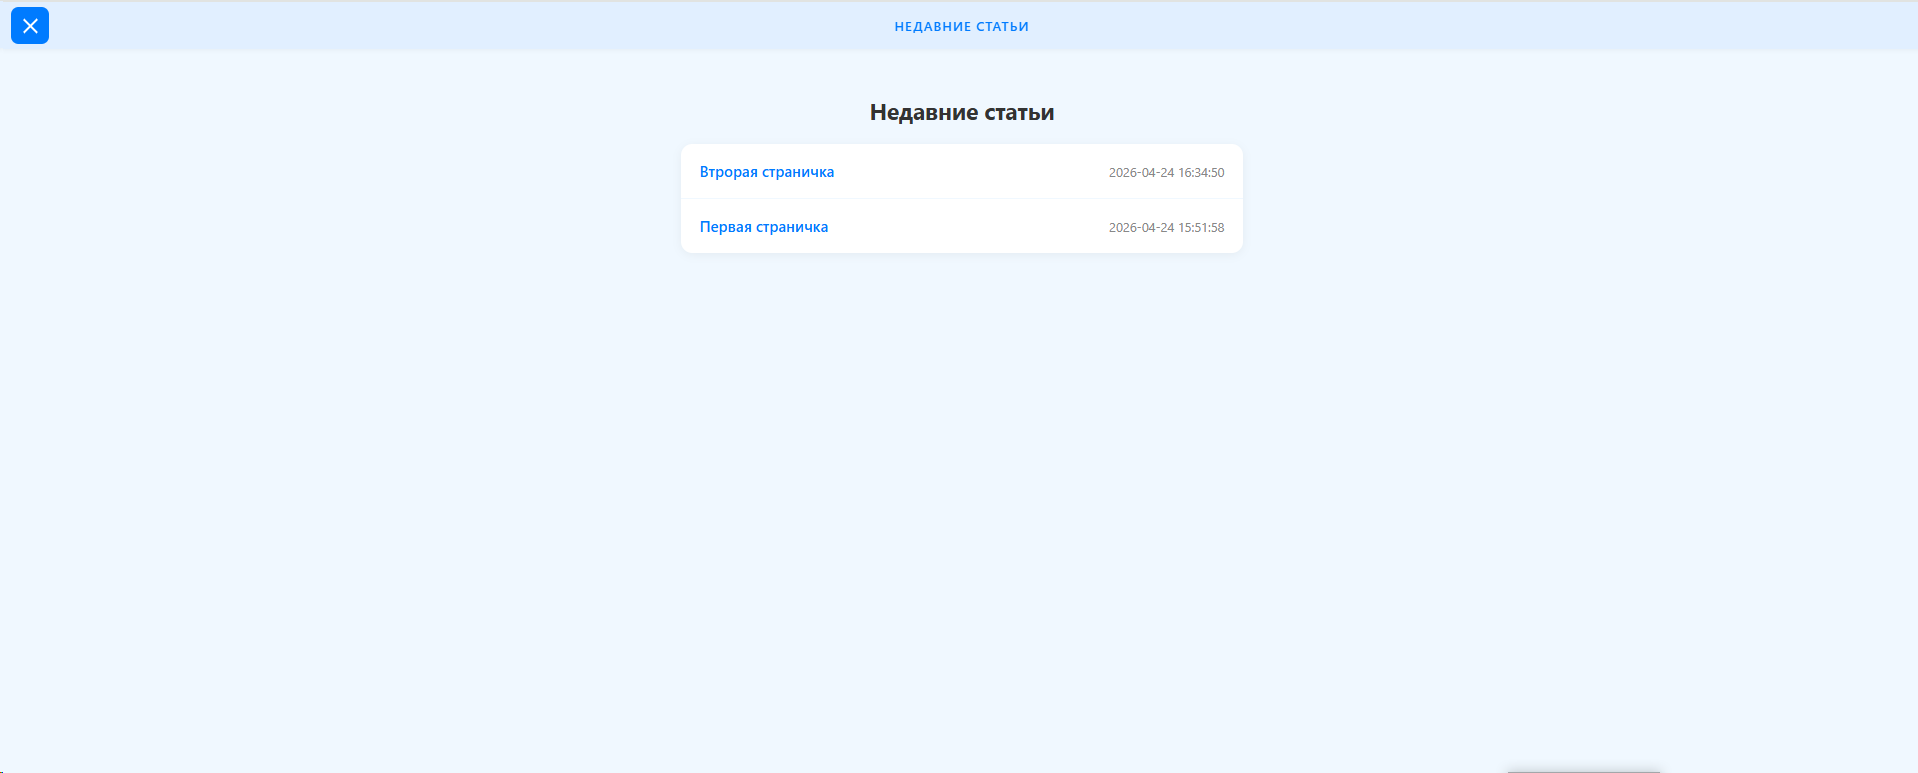 НЕДАВНИЕ СТАТЬИ
Недавние статьи
Втрорая страничка 2026-04-24 16:34:50
Первая страничка 2026-04-24 15:51:58